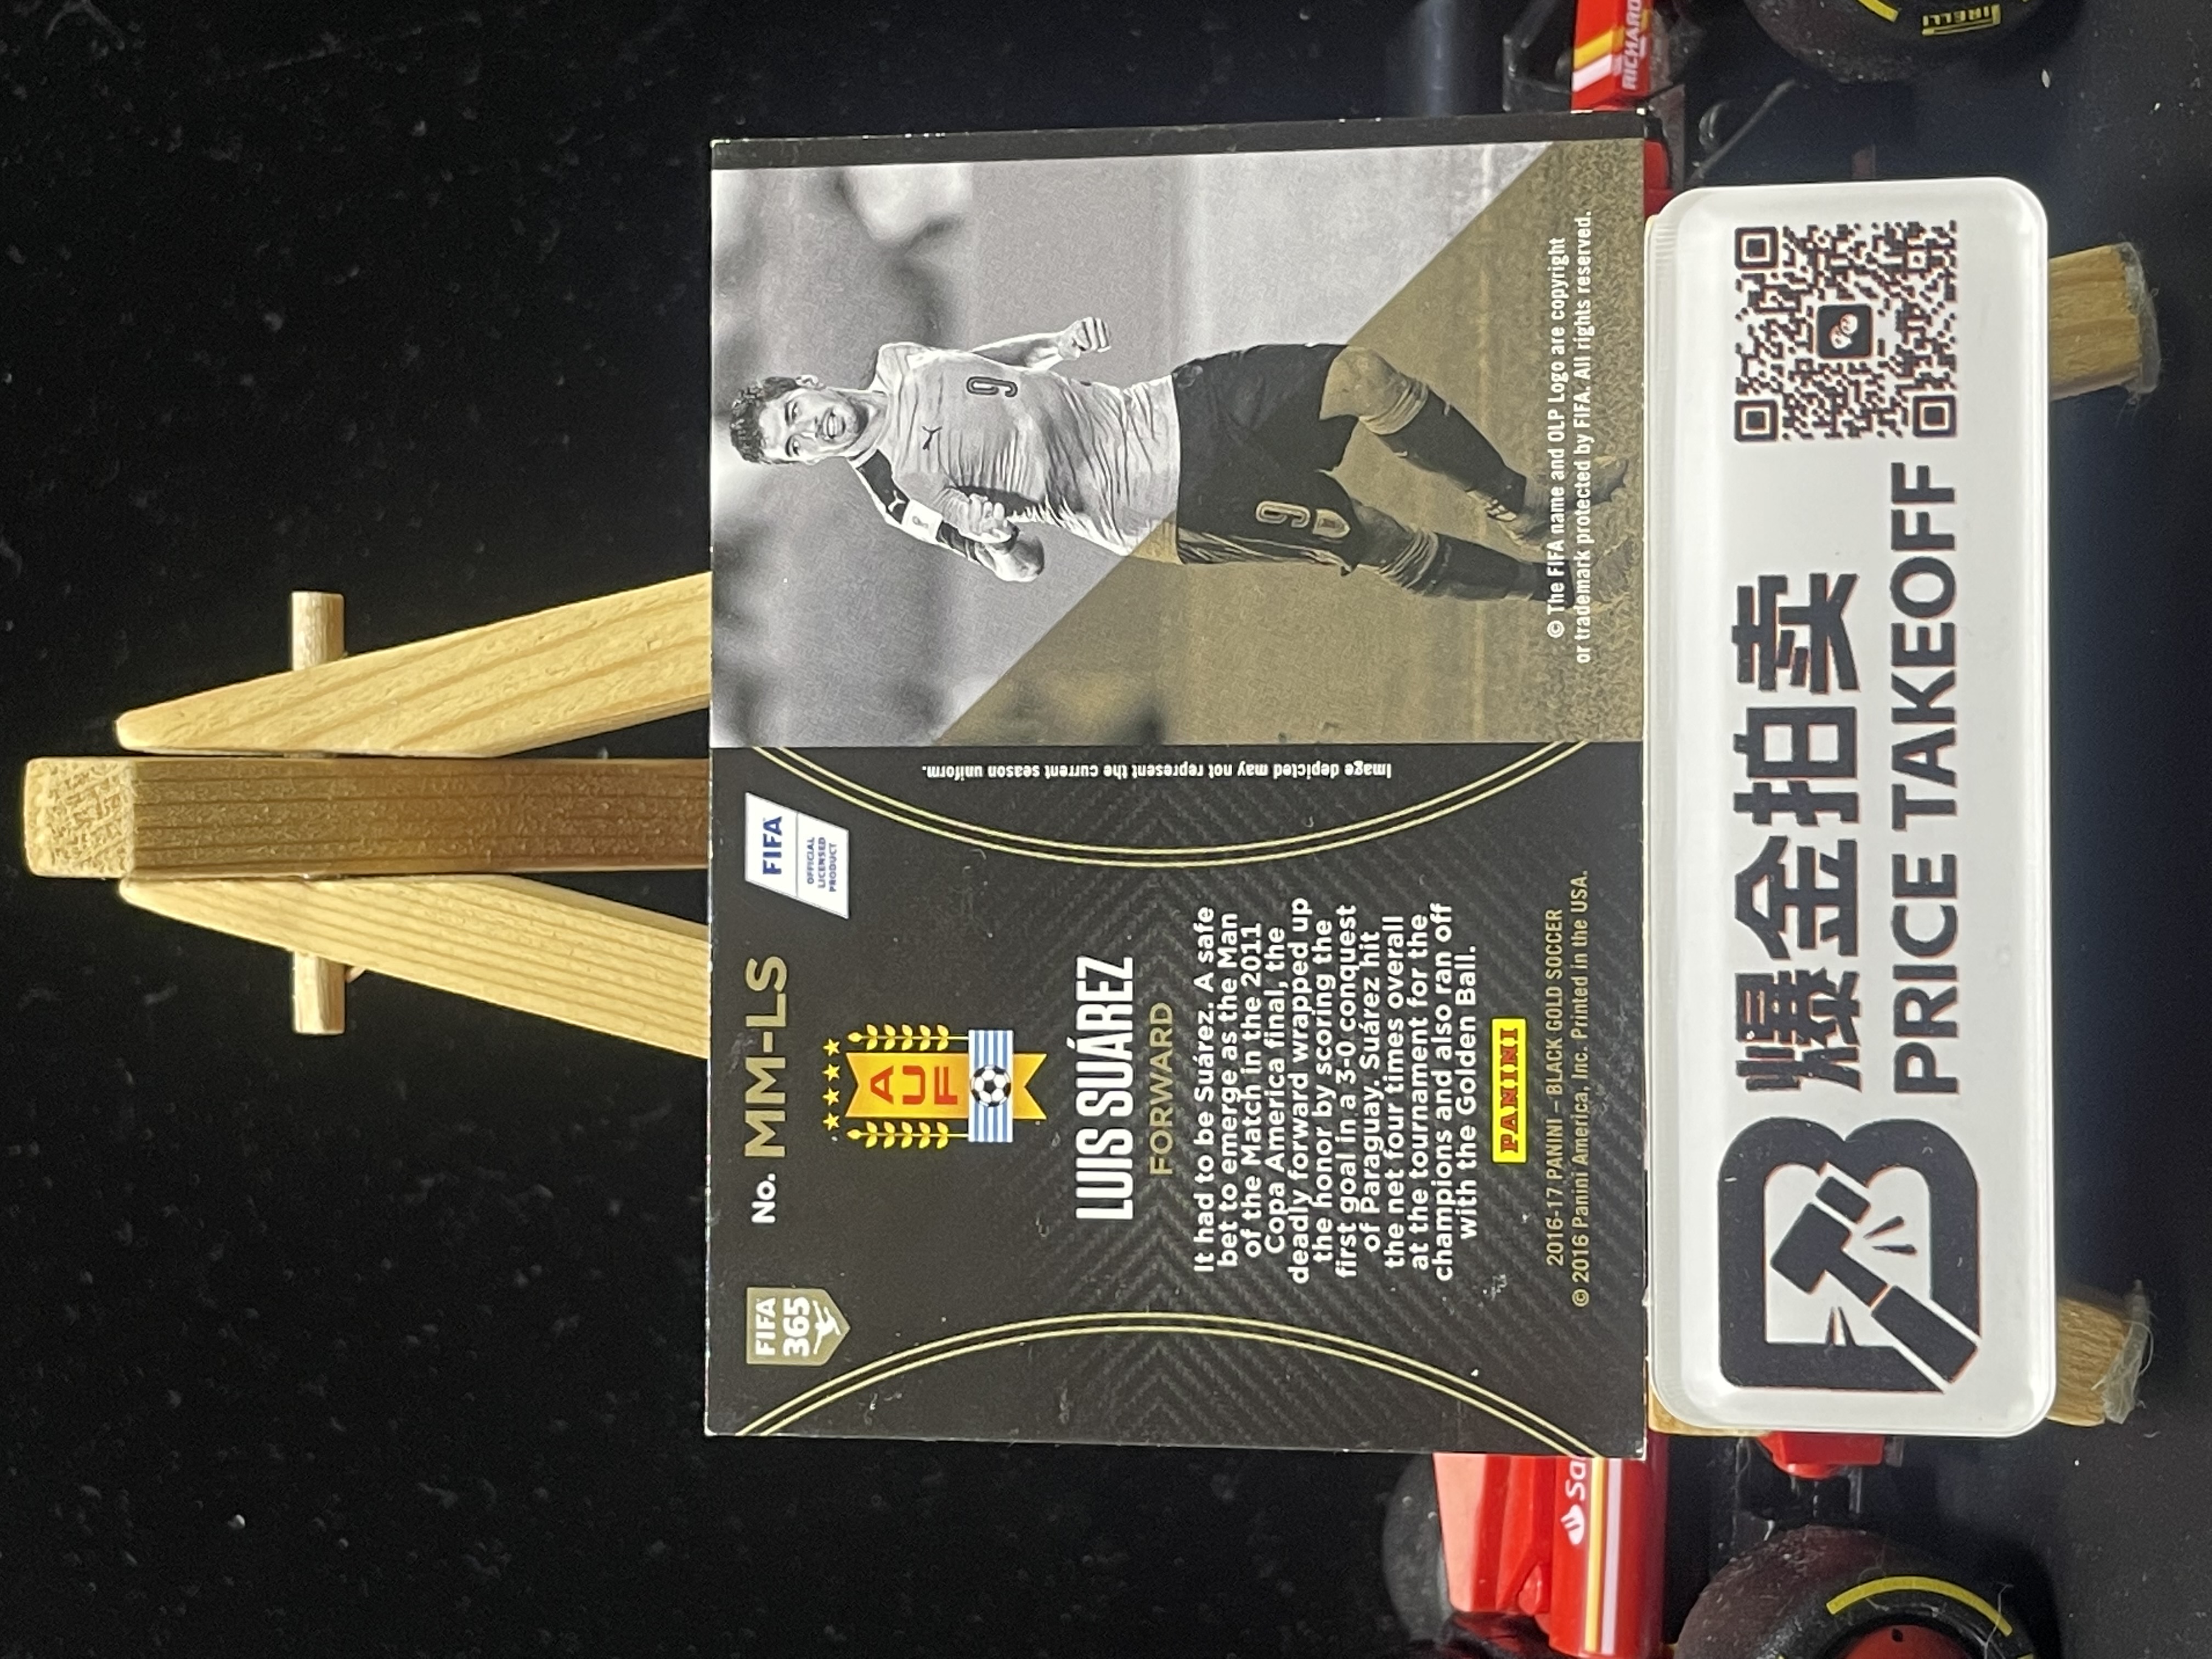 No. MM-LS
FIFA
365
FIFA
OFFICIAL
LICENSED
PRODUCT
AUF
LUIS SUÁREZ
FORWARD
It had to be Suárez. A safe
bet to emerge as the Man
of the Match in the 2011
Copa America final, the
deadly forward wrapped up
the honor by scoring the
first goal in a 3-0 conquest
of Paraguay. Suárez hit
the net four times overall
at the tournament for the
champions and also ran off
with the Golden Ball.
PANINI
2016-17 PANINI – BLACK GOLD SOCCER
© 2016 Panini America, Inc. Printed in the USA.
Image depicted may not represent the current season uniform.
9
9
© The FIFA name and OLP Logo are copyright
or trademark protected by FIFA. All rights reserved.
爆金拍卖
PRICE TAKEOFF
Sa
RICHARD
PIRELLI